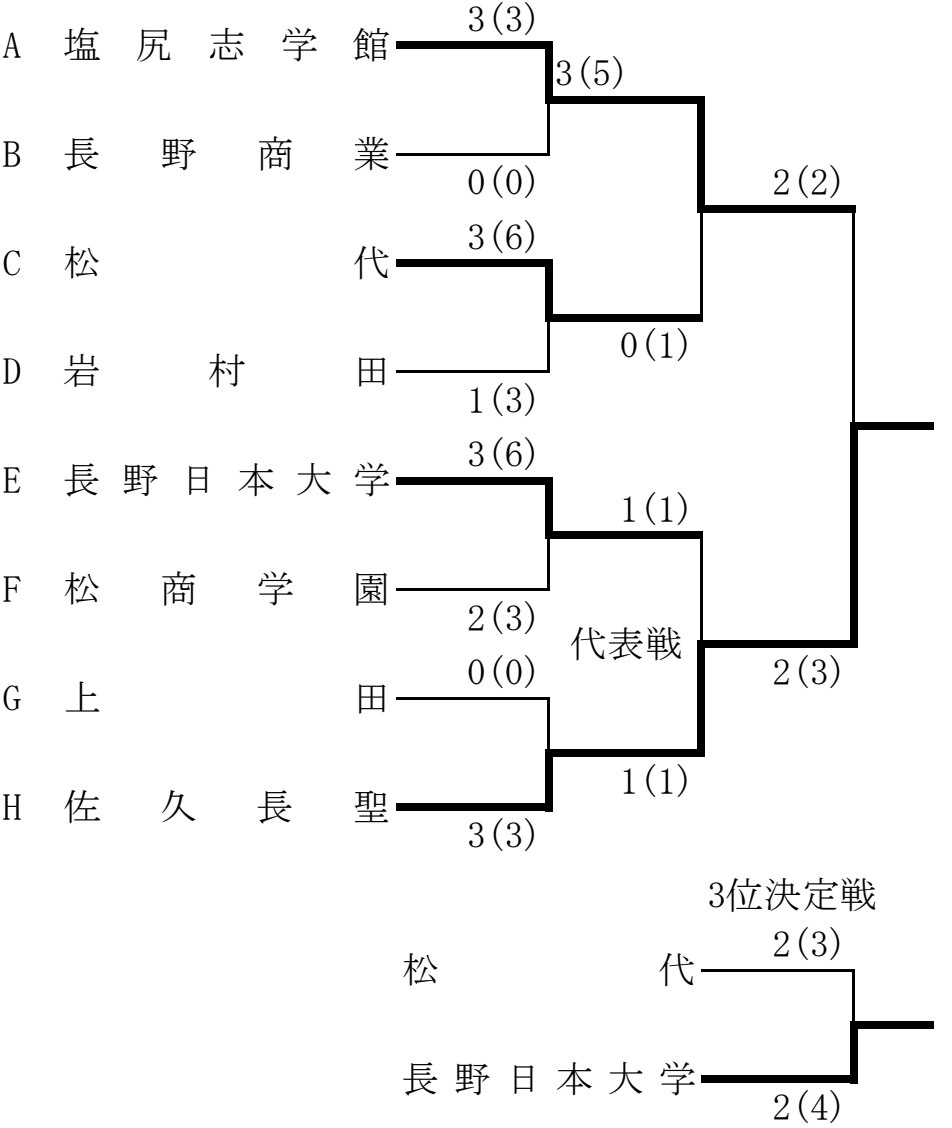 3(3)
A 塩尻志学館
3(5)
B 長野商業
0(0)
2(2)
3(6)
C 松代
0(1)
D 岩村田
1(3)
3(6)
E 長野日本大学
1(1)
F 松商学園
2(3)
代表戦
0(0)
2(3)
G 上田
1(1)
H 佐久長聖
3(3)
3位決定戦
2(3)
松代
長野日本大学
2(4)